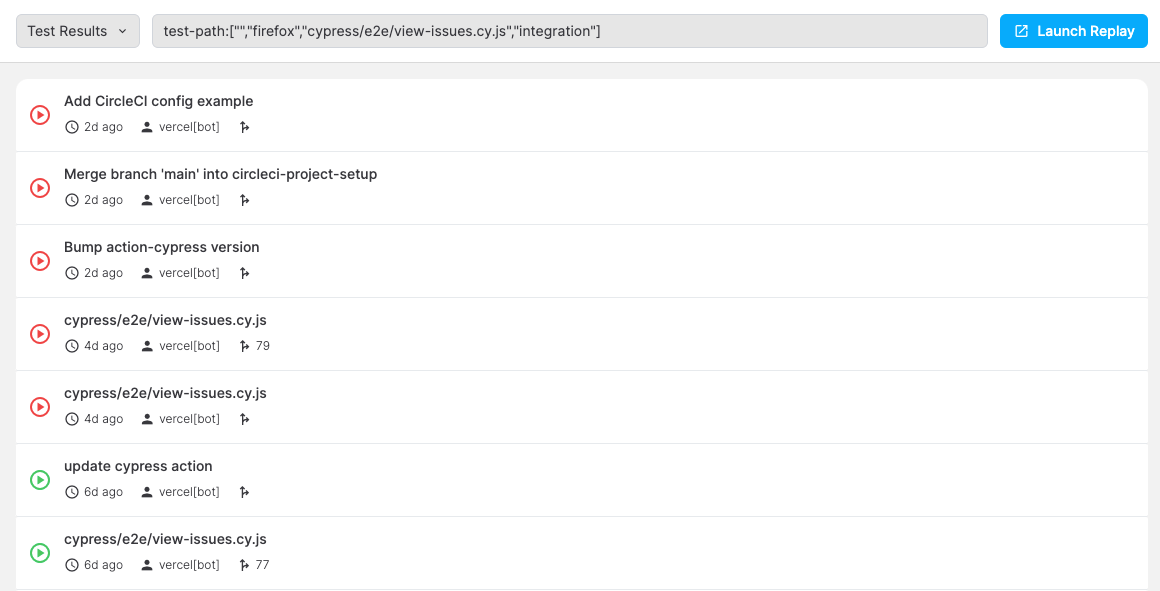 Test Results
test-path:["","firefox","cypress/e2e/view-issues.cy.js","integration"]
Launch Replay
Add CircleCI config example
2d ago vercel[bot]
Merge branch 'main' into circleci-project-setup
2d ago vercel[bot]
Bump action-cypress version
2d ago vercel[bot]
cypress/e2e/view-issues.cy.js
4d ago vercel[bot] 79
cypress/e2e/view-issues.cy.js
4d ago vercel[bot]
update cypress action
6d ago vercel[bot]
cypress/e2e/view-issues.cy.js
6d ago vercel[bot] 77